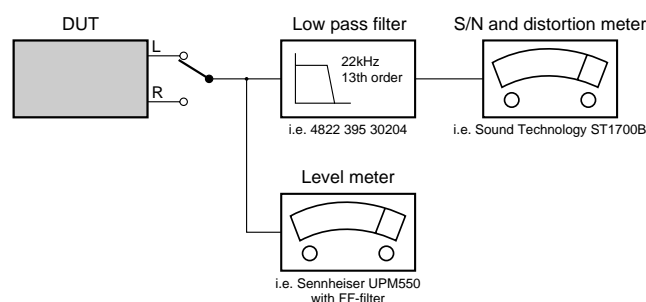 DUT
Low pass filter
S/N and distortion meter
L
R
22kHz
13th order
i.e. 4822 395 30204
i.e. Sound Technology ST1700B
Level meter
i.e. Sennheiser UPM550
with FF-filter